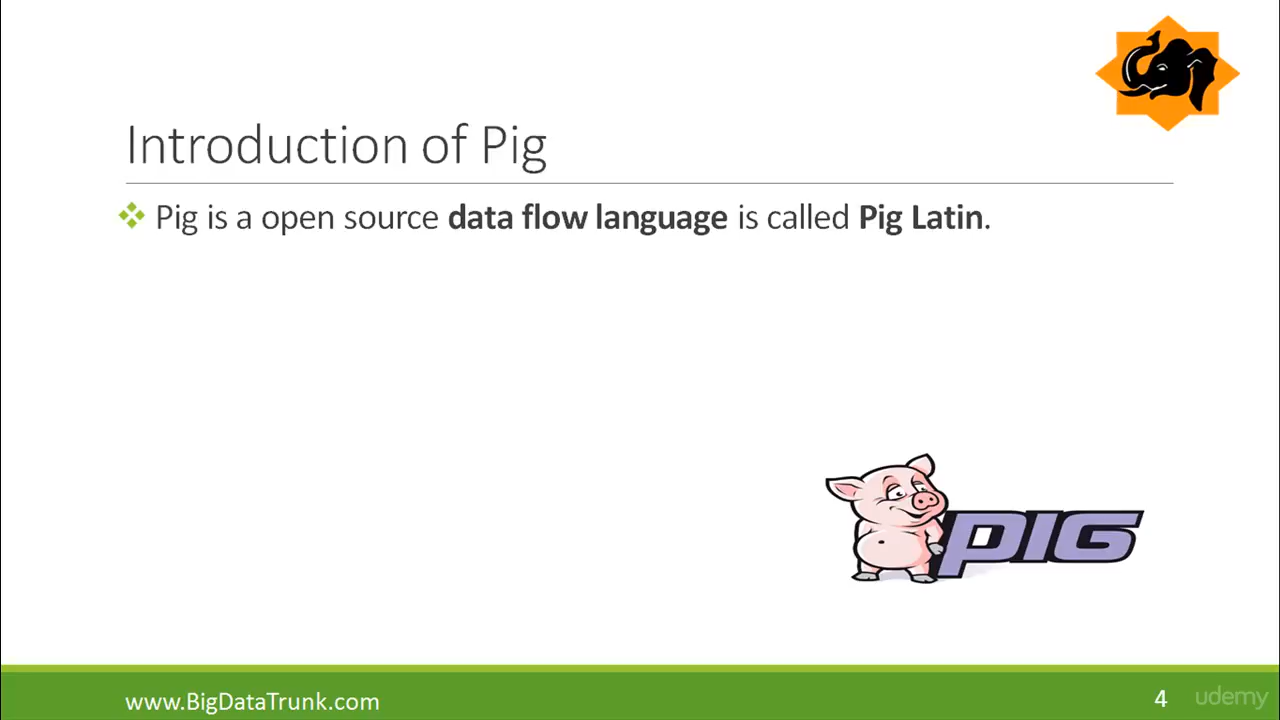 Introduction of Pig
Pig is a open source data flow language is called Pig Latin.
PIG
www.BigDataTrunk.com
4
udemy